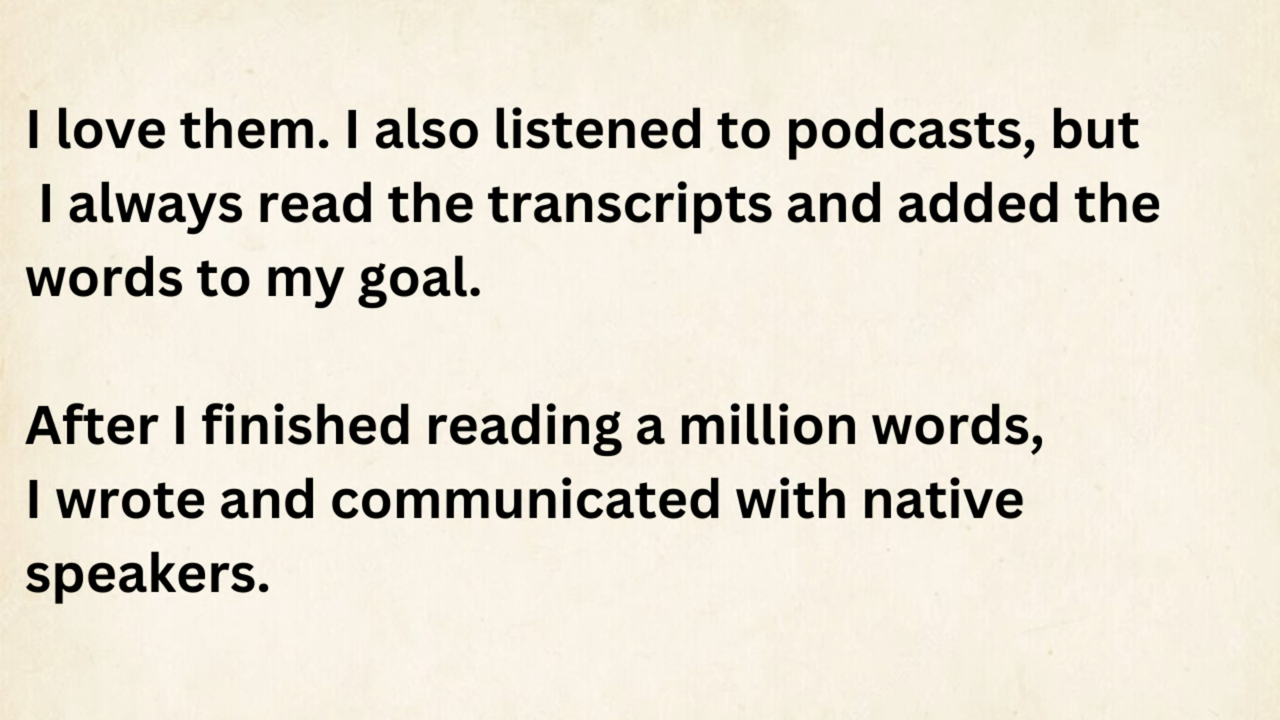 I love them. I also listened to podcasts, but
I always read the transcripts and added the
words to my goal.
After I finished reading a million words,
I wrote and communicated with native
speakers.